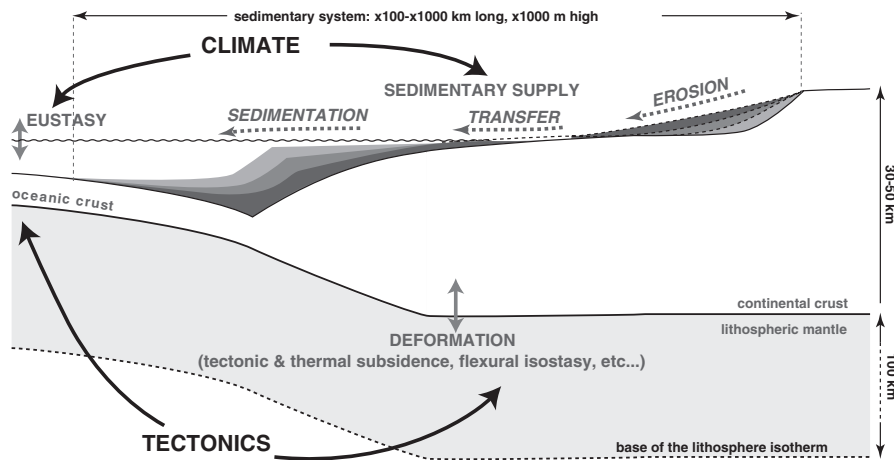 sedimentary system: x100-x1000 km long, x1000 m high
CLIMATE
SEDIMENTARY SUPPLY
EUSTASY
SEDIMENTATION
TRANSFER
EROSION
oceanic crust
30-50 km
continental crust
lithospheric mantle
DEFORMATION
(tectonic & thermal subsidence, flexural isostasy, etc...)
100 km
TECTONICS
base of the lithosphere isotherm